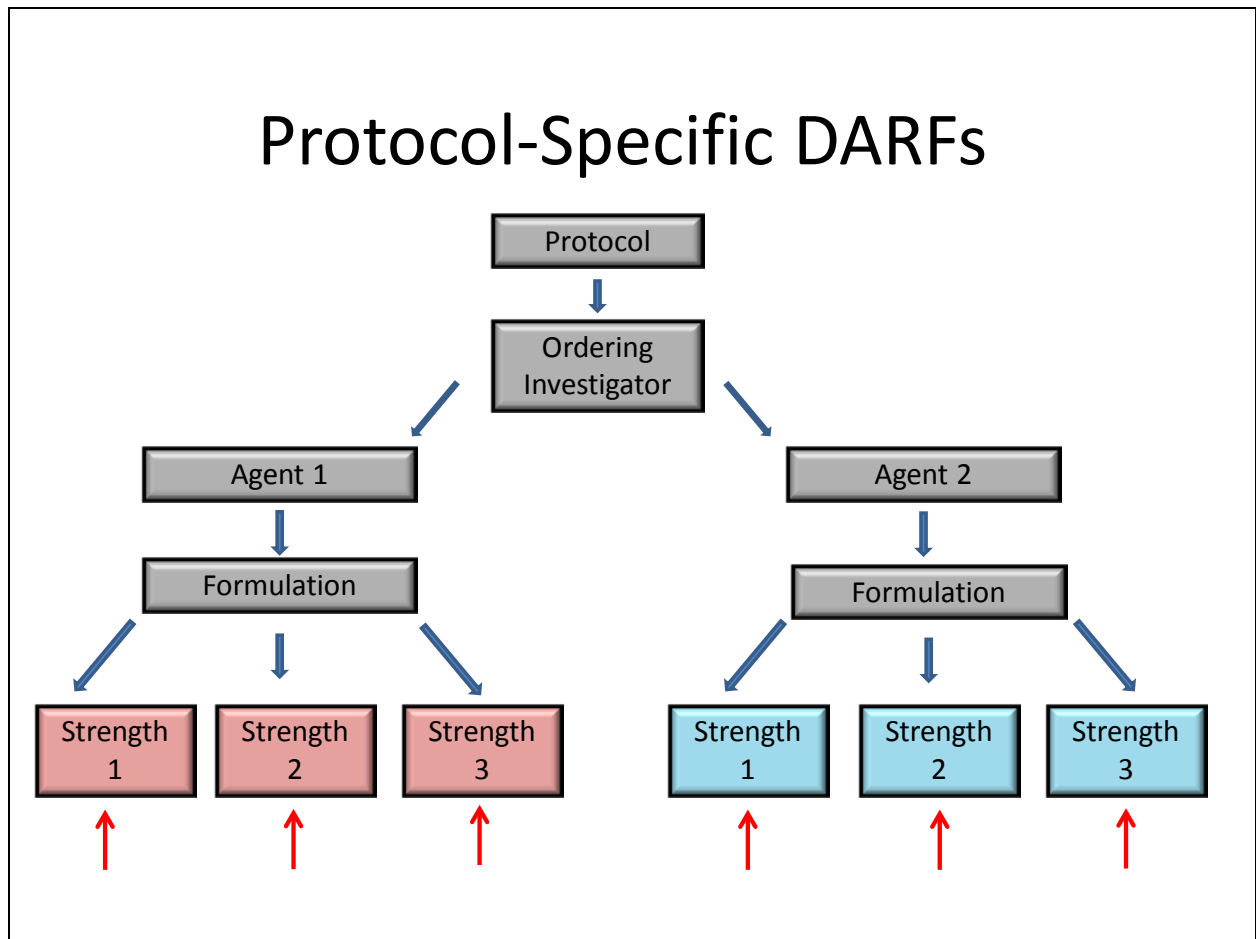 Protocol-Specific DARFs
Protocol
Ordering
Investigator
Agent 1
Agent 2
Formulation
Formulation
Strength
1
Strength
2
Strength
3
Strength
1
Strength
2
Strength
3